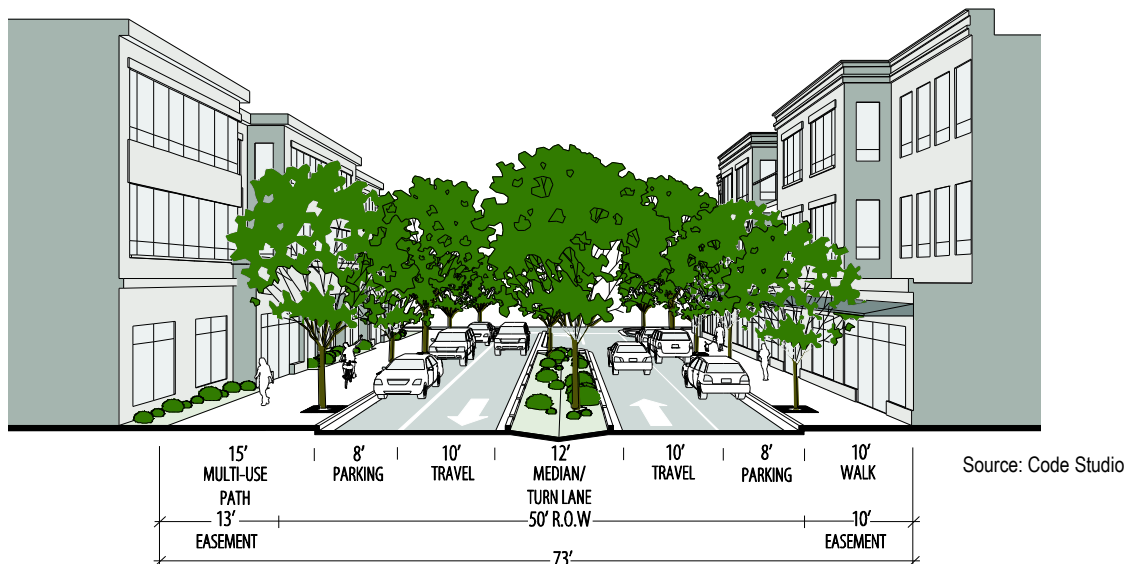 15'
MULTI-USE
PATH
8'
PARKING
10'
TRAVEL
12'
MEDIAN/
TURN LANE
10'
TRAVEL
8'
PARKING
10'
WALK
Source: Code Studio
13'
EASEMENT
50' R.O.W
10'
EASEMENT
73'